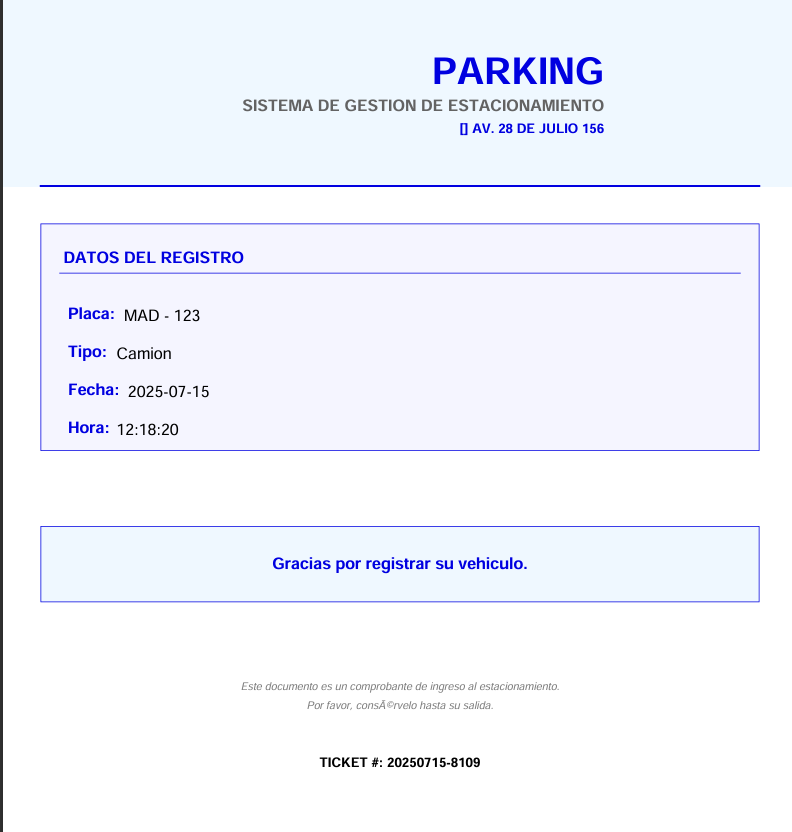 PARKING
SISTEMA DE GESTION DE ESTACIONAMIENTO
[] AV. 28 DE JULIO 156
DATOS DEL REGISTRO
Placa: MAD - 123
Tipo: Camion
Fecha: 2025-07-15
Hora: 12:18:20
Gracias por registrar su vehiculo.
Este documento es un comprobante de ingreso al estacionamiento.
Por favor, consÃ©rvelo hasta su salida.
TICKET #: 20250715-8109